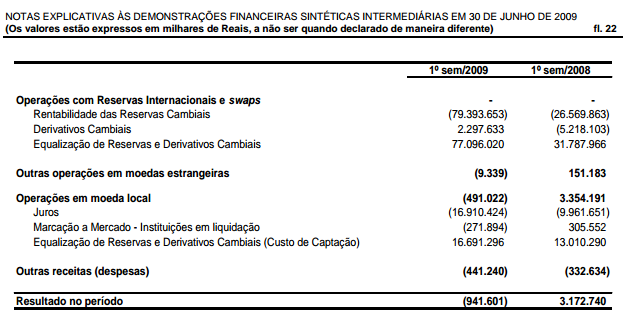 NOTAS EXPLICATIVAS ÀS DEMONSTRAÇÕES FINANCEIRAS SINTÉTICAS INTERMEDIÁRIAS EM 30 DE JUNHO DE 2009
(Os valores estão expressos em milhares de Reais, a não ser quando declarado de maneira diferente) fl. 22
1º sem/2009 1º sem/2008
Operações com Reservas Internacionais e swaps - -
Rentabilidade das Reservas Cambiais (79.393.653) (26.569.863)
Derivativos Cambiais 2.297.633 (5.218.103)
Equalização de Reservas e Derivativos Cambiais 77.096.020 31.787.966
Outras operações em moedas estrangeiras (9.339) 151.183
Operações em moeda local (491.022) 3.354.191
Juros (16.910.424) (9.961.651)
Marcação a Mercado - Instituições em liquidação (271.894) 305.552
Equalização de Reservas e Derivativos Cambiais (Custo de Captação) 16.691.296 13.010.290
Outras receitas (despesas) (441.240) (332.634)
Resultado no período (941.601) 3.172.740